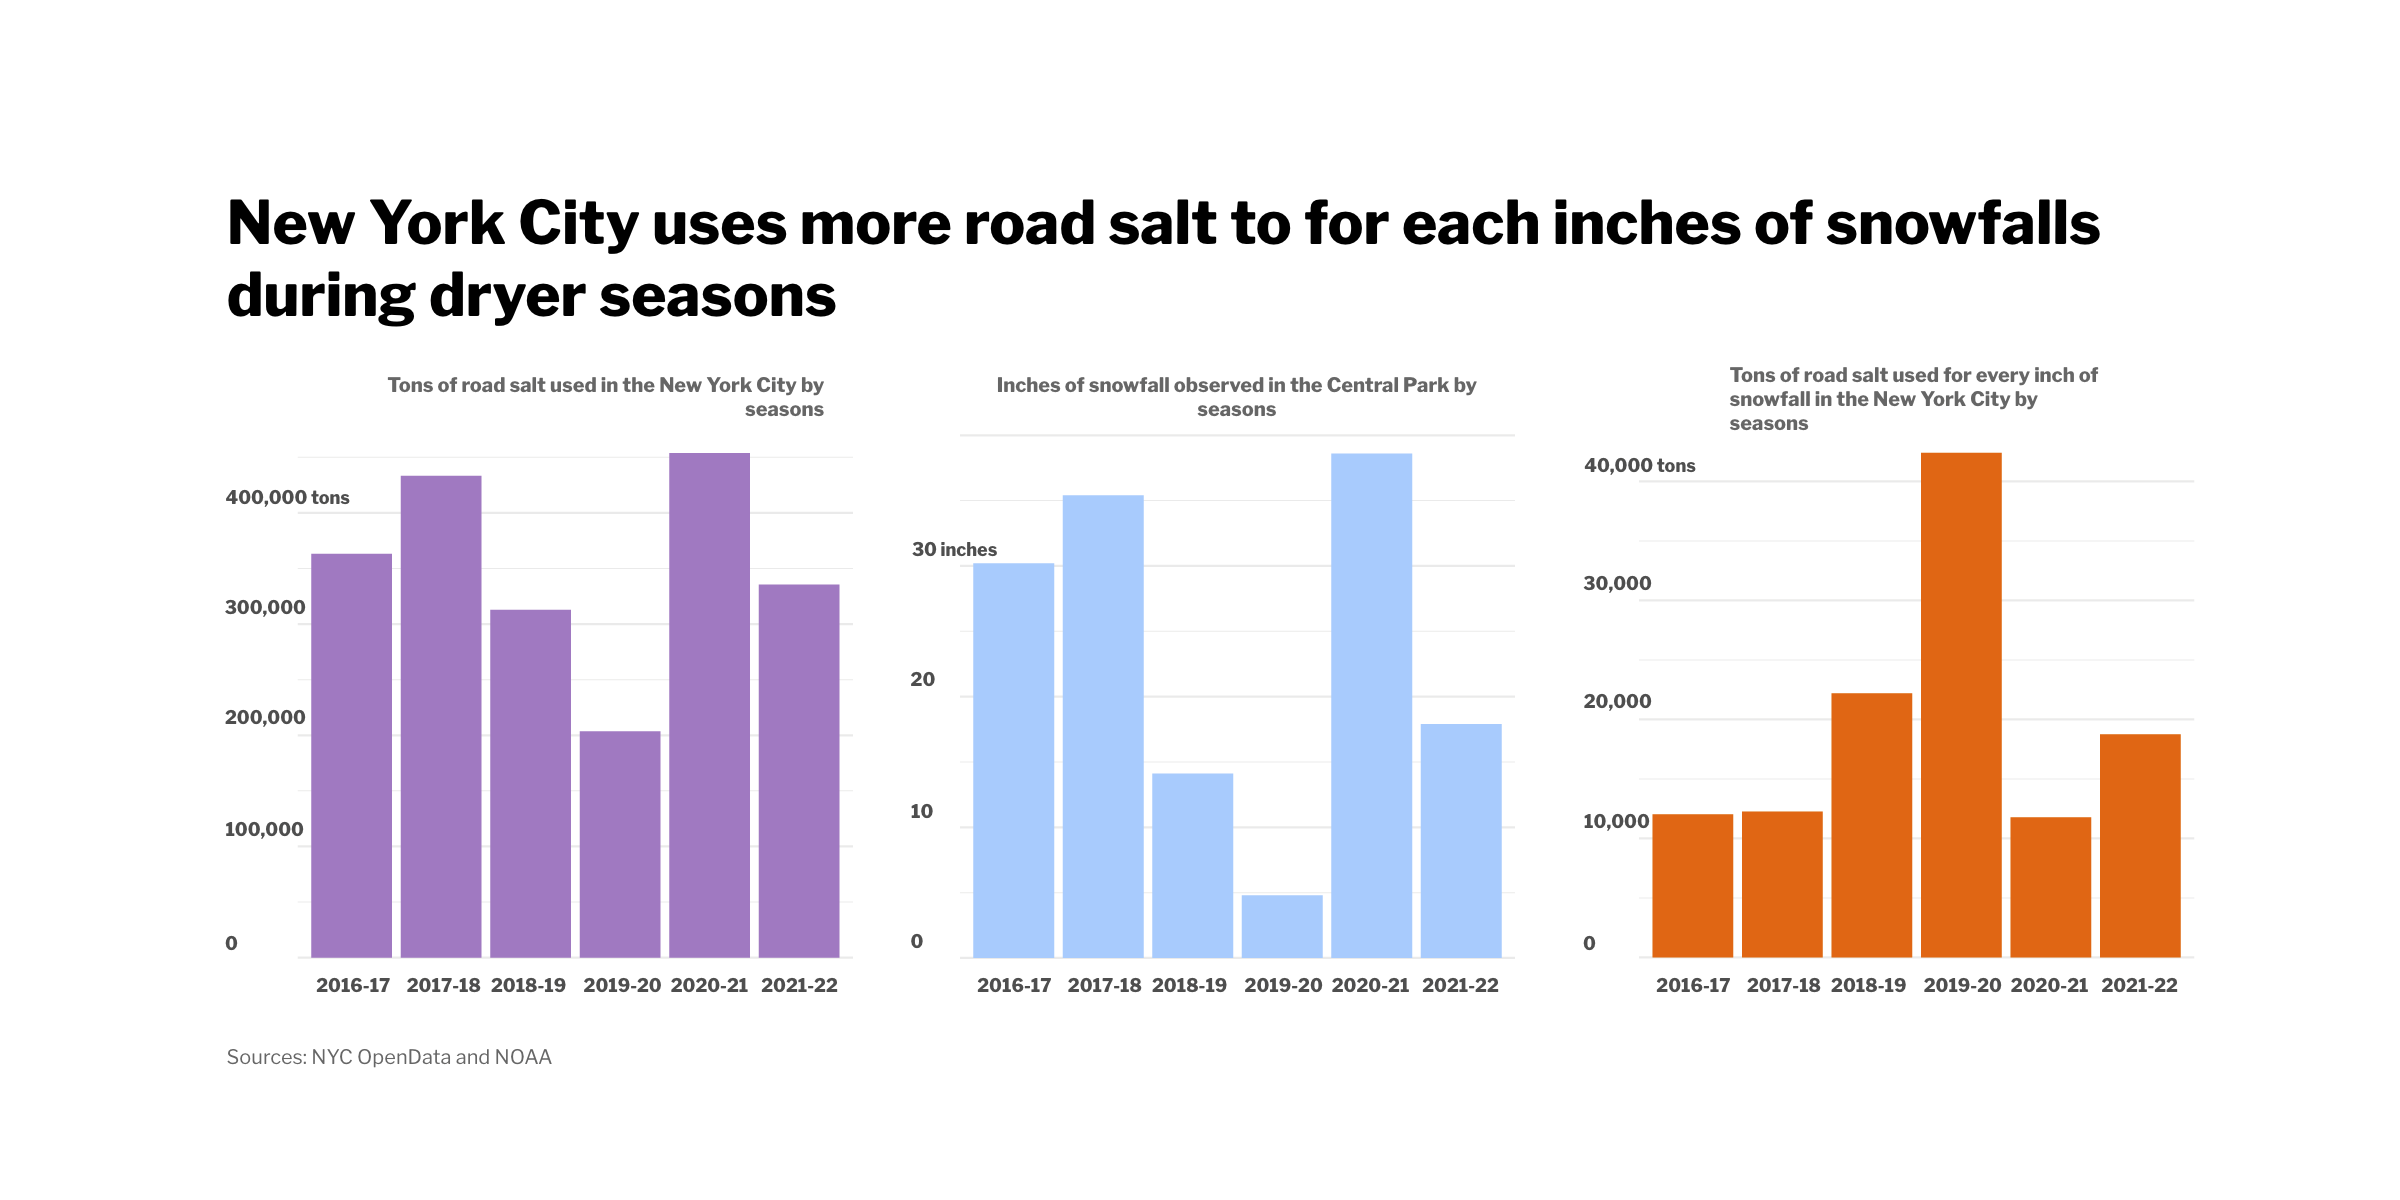 New York City uses more road salt to for each inches of snowfalls
during dryer seasons
Tons of road salt used in the New York City by
seasons
400,000 tons
300,000
200,000
100,000
0
2016-17 2017-18 2018-19 2019-20 2020-21 2021-22
Inches of snowfall observed in the Central Park by
seasons
30 inches
20
10
0
2016-17 2017-18 2018-19 2019-20 2020-21 2021-22
Tons of road salt used for every inch of
snowfall in the New York City by
seasons
40,000 tons
30,000
20,000
10,000
0
2016-17 2017-18 2018-19 2019-20 2020-21 2021-22
Sources: NYC OpenData and NOAA